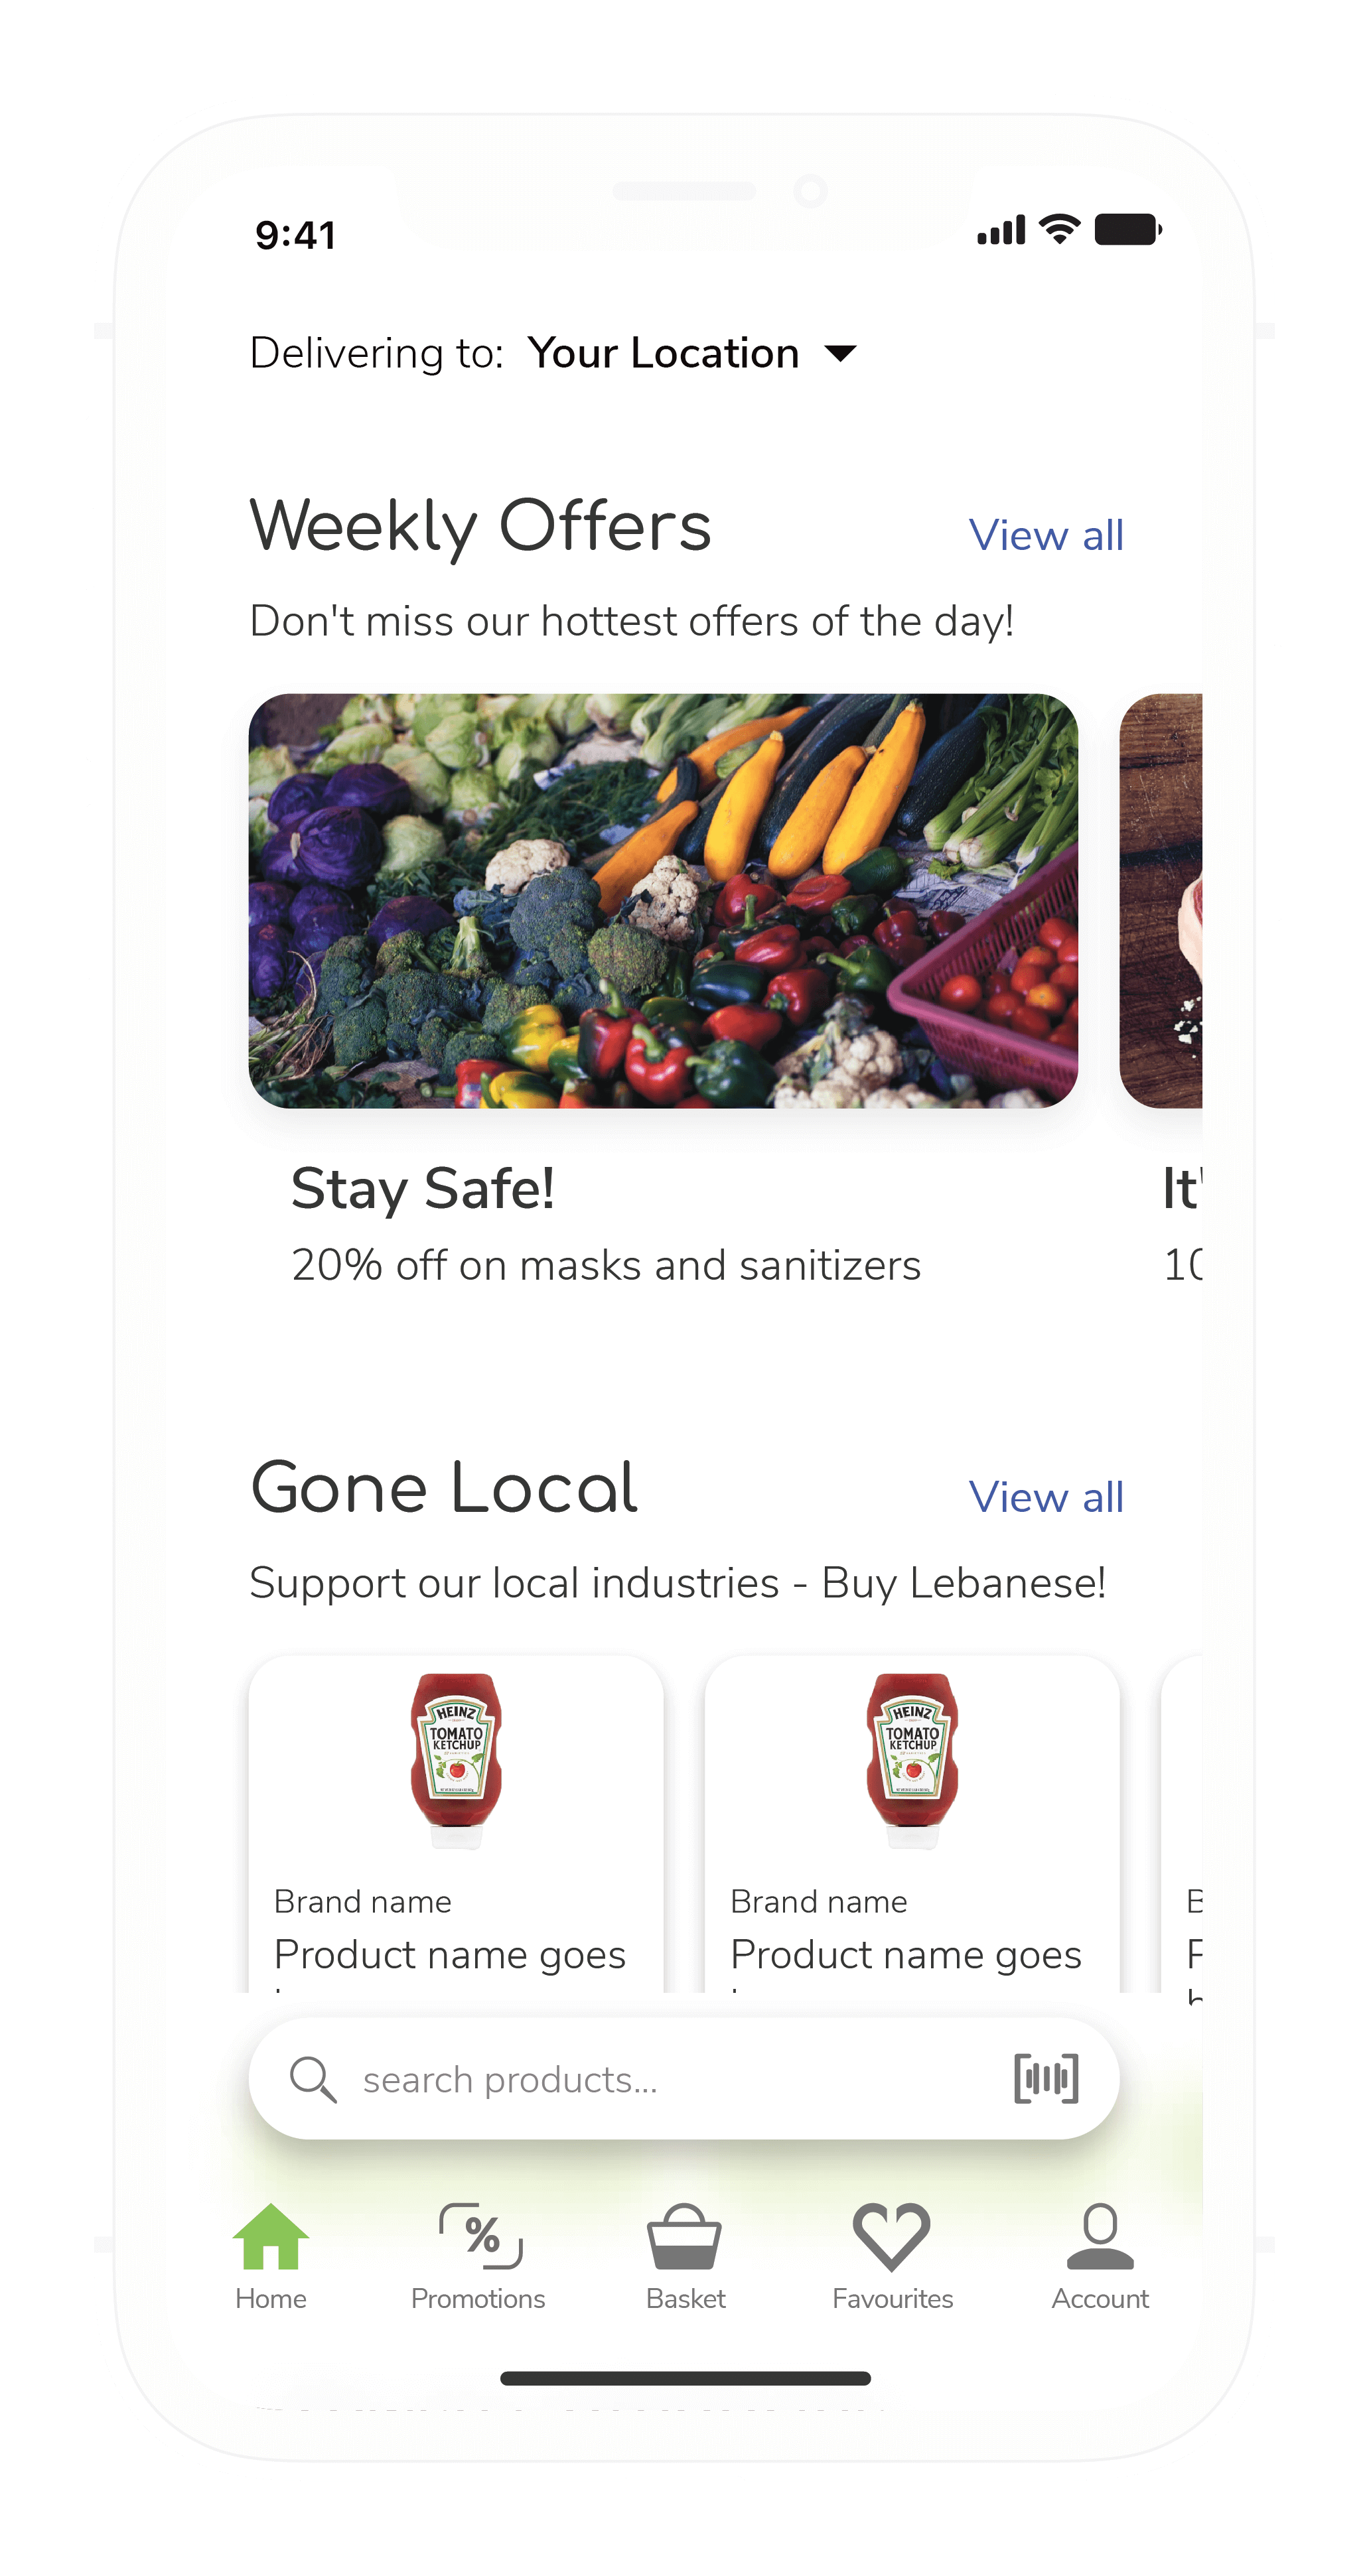 9:41
Delivering to: Your Location
Weekly Offers
View all
Don't miss our hottest offers of the day!
Stay Safe!
It'
20% off on masks and sanitizers
10
Gone Local
View all
Support our local industries - Buy Lebanese!
HEINZ
TOMATO
KETCHUP
HEINZ
TOMATO
KETCHUP
Brand name
Brand name
B
Product name goes
Product name goes
P
search products...
%
Home
Promotions
Basket
Favourites
Account